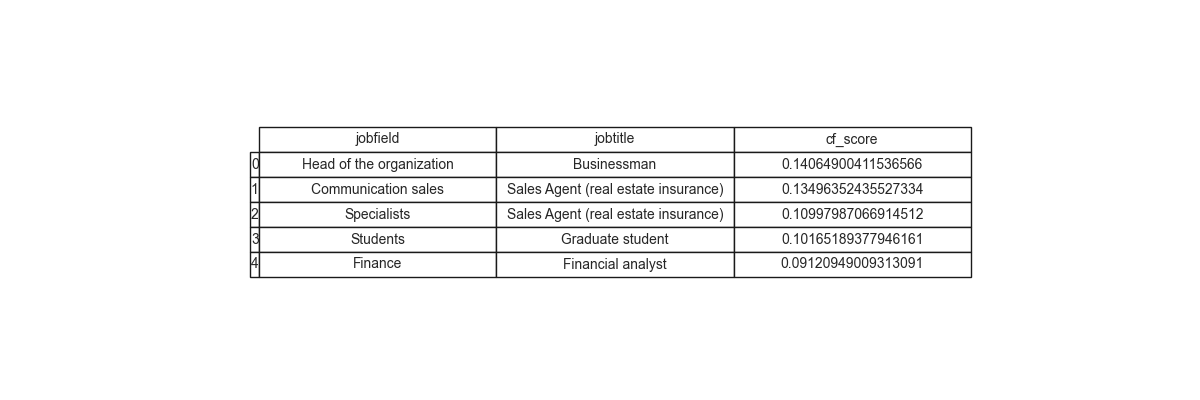 jobfield jobtitle cf_score
0 Head of the organization Businessman 0.14064900411536566
1 Communication sales Sales Agent (real estate insurance) 0.13496352435527334
2 Specialists Sales Agent (real estate insurance) 0.10997987066914512
3 Students Graduate student 0.10165189377946161
4 Finance Financial analyst 0.09120949009313091